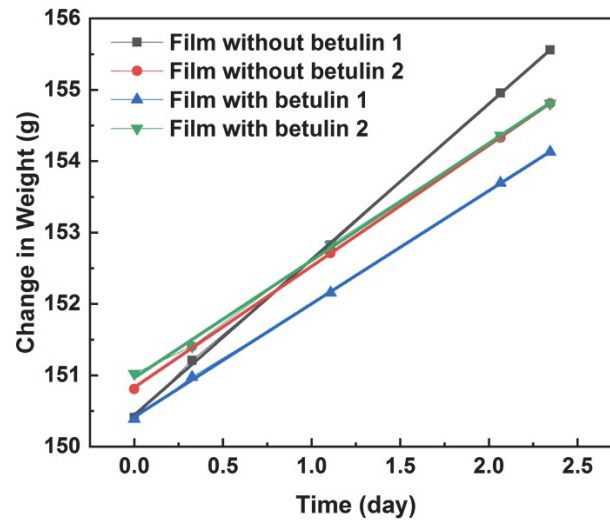 156
155
154
153
152
151
150
Change in Weight (g)
Film without betulin 1
Film without betulin 2
Film with betulin 1
Film with betulin 2
0.0 0.5 1.0 1.5 2.0 2.5
Time (day)